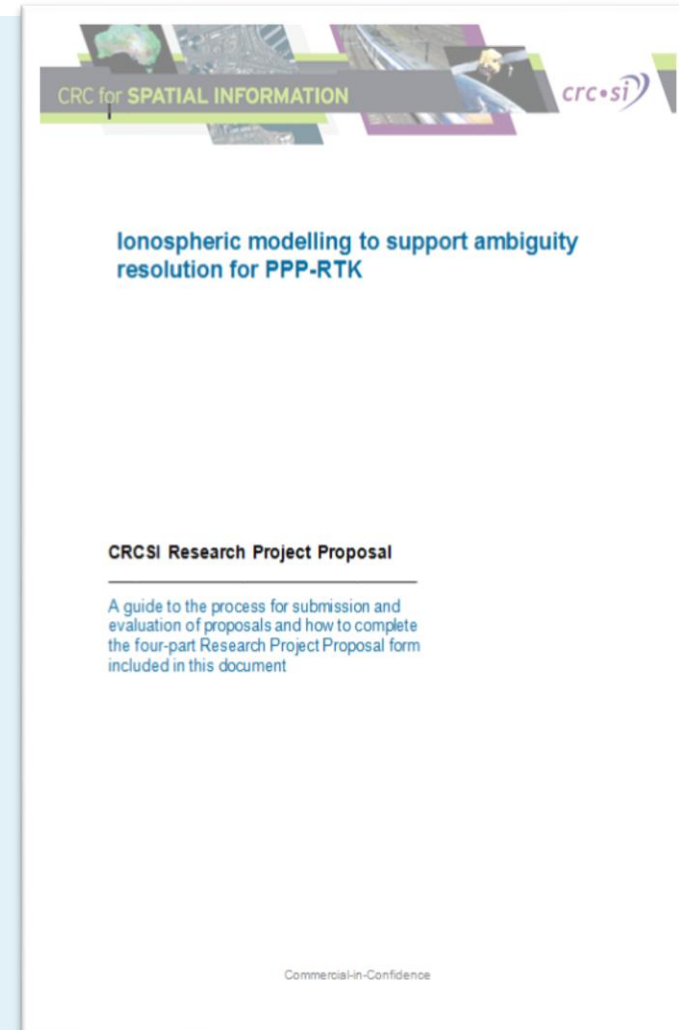 CRC for SPATIAL INFORMATION
crc•si
Ionospheric modelling to support ambiguity
resolution for PPP-RTK
CRCSI Research Project Proposal
A guide to the process for submission and
evaluation of proposals and how to complete
the four-part Research Project Proposal form
included in this document
Commercial-in-Confidence